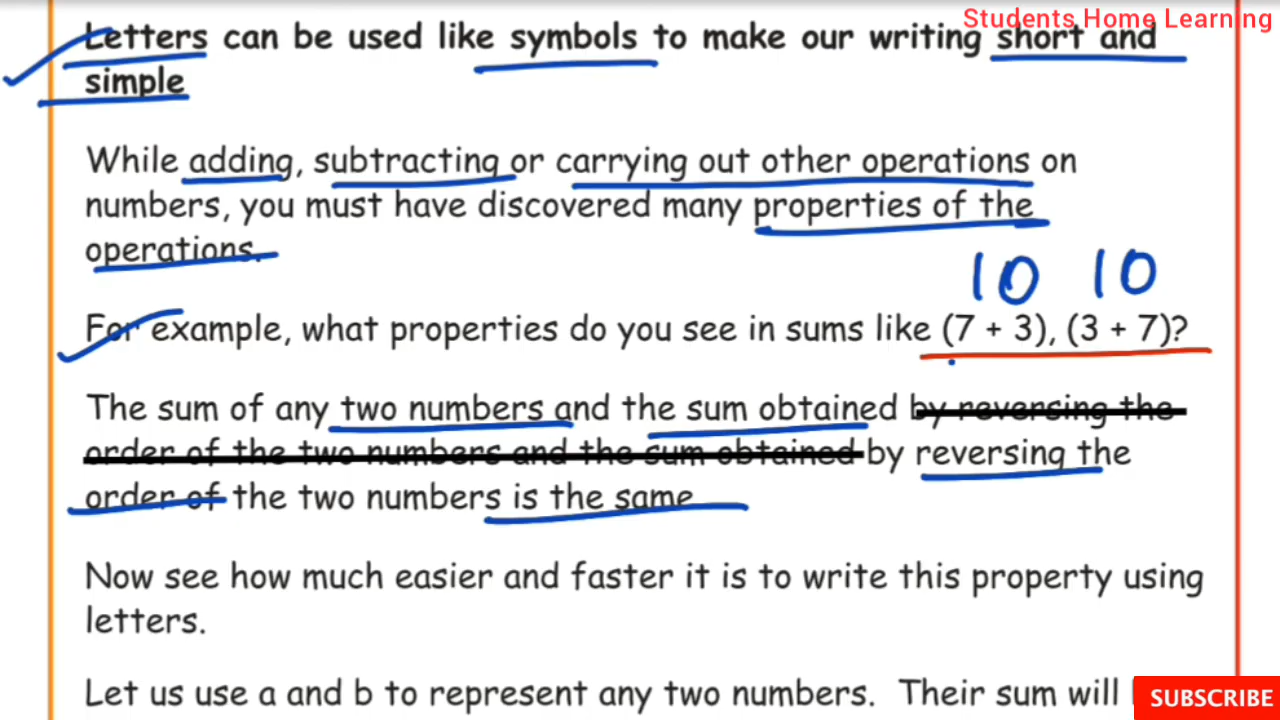 Students Home Learning
Letters can be used like symbols to make our writing short and
simple
While adding, subtracting or carrying out other operations on
numbers, you must have discovered many properties of the
operations.
10 10
For example, what properties do you see in sums like (7 + 3), (3 + 7)?
The sum of any two numbers and the sum obtained by reversing the
order of the two numbers and the sum obtained by reversing the
order of the two numbers is the same
Now see how much easier and faster it is to write this property using
letters.
Let us use a and b to represent any two numbers. Their sum will
SUBSCRIBE